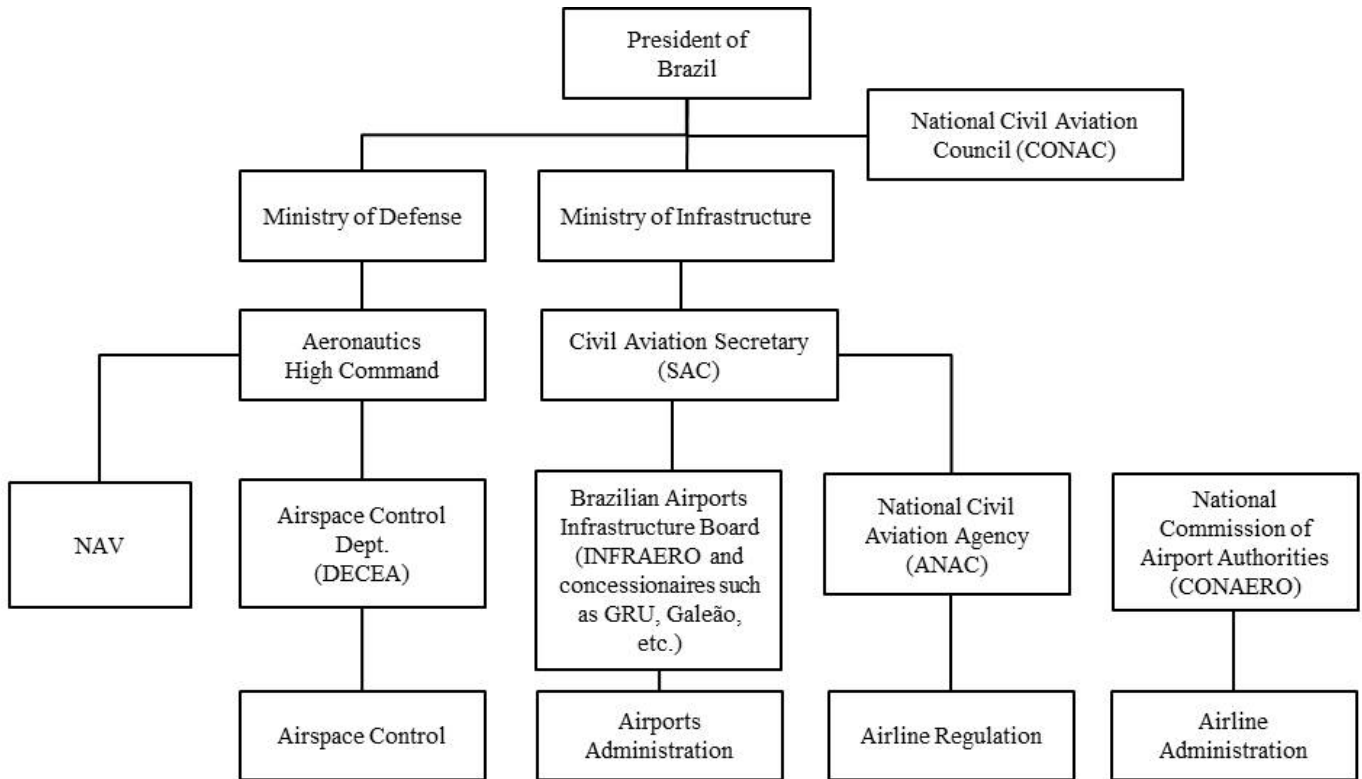 President of
Brazil
National Civil Aviation
Council (CONAC)
Ministry of Defense
Ministry of Infrastructure
Aeronautics
High Command
Civil Aviation Secretary
(SAC)
NAV
Airspace Control
Dept.
(DECEA)
Brazilian Airports
Infrastructure Board
(INFRAERO and
concessionaires such
as GRU, Galeão,
etc.)
National Civil
Aviation Agency
(ANAC)
National
Commission of
Airport Authorities
(CONAERO)
Airspace Control
Airports
Administration
Airline Regulation
Airline
Administration